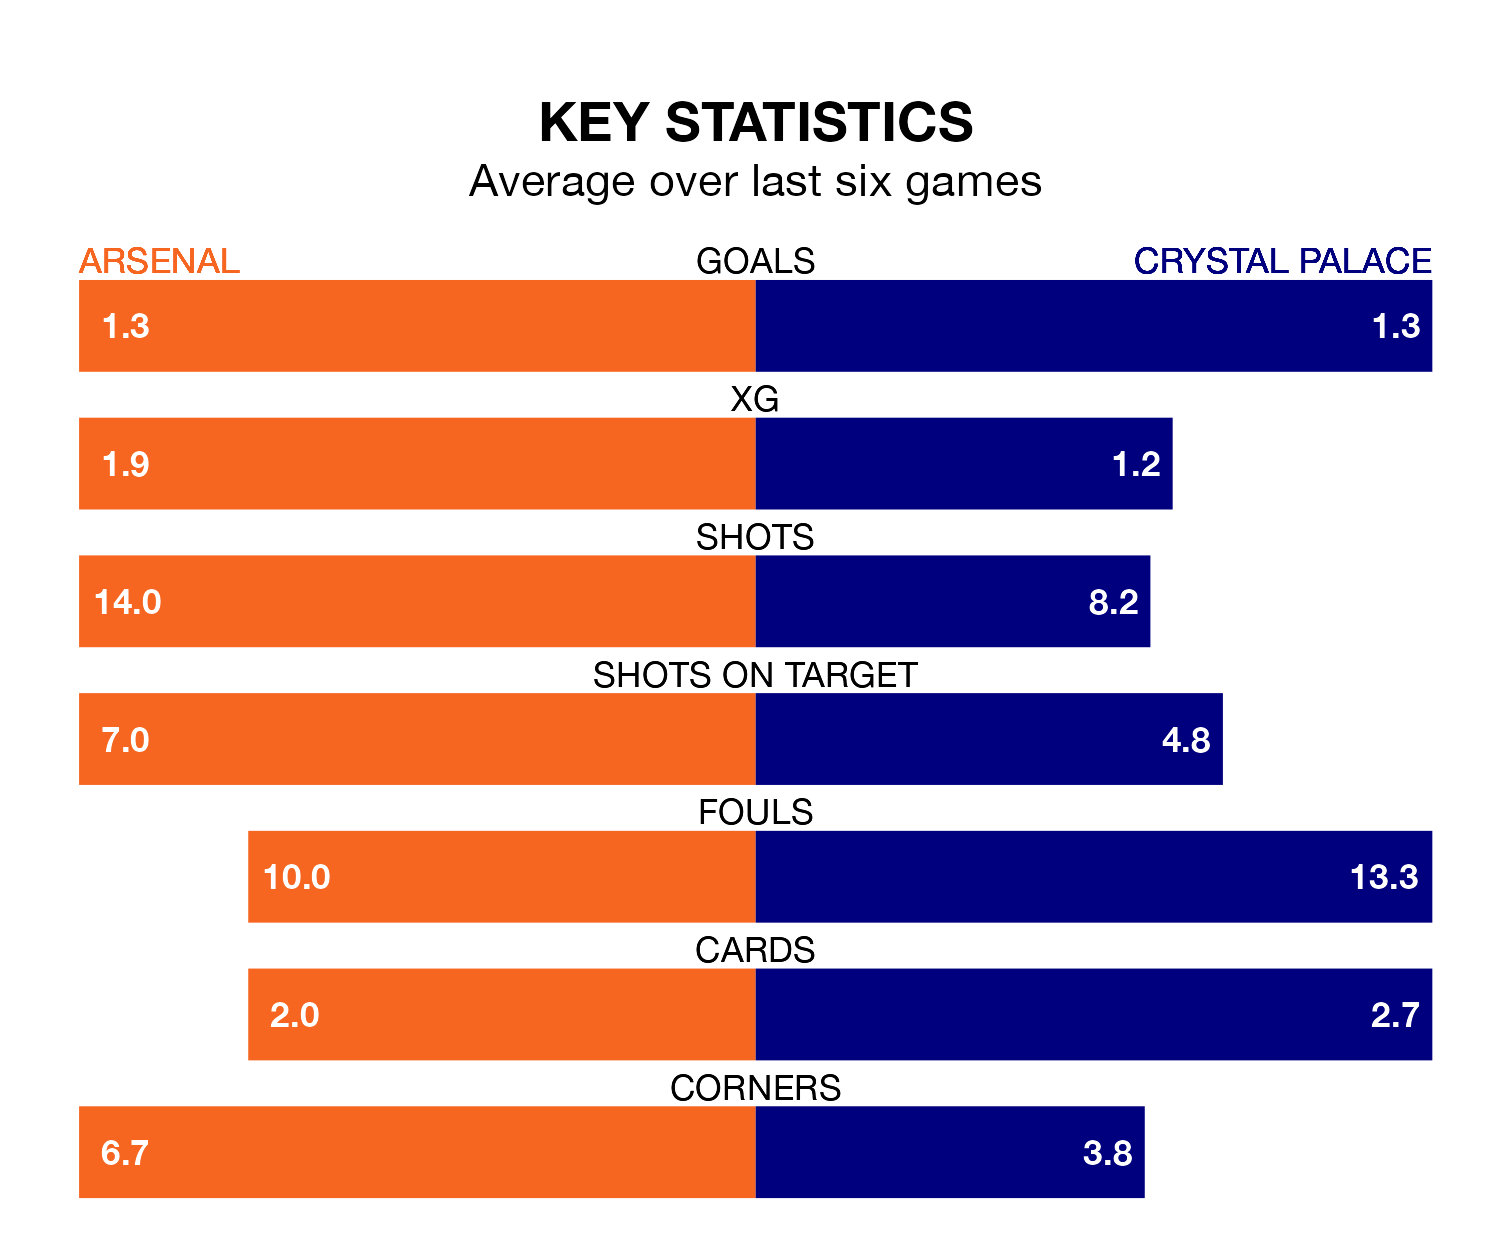 KEY STATISTICS
Average over last six games
ARSENAL GOALS CRYSTAL PALACE
1.3 1.3
XG
1.9 1.2
SHOTS
14.0 8.2
SHOTS ON TARGET
7.0 4.8
FOULS
10.0 13.3
CARDS
2.0 2.7
CORNERS
6.7 3.8